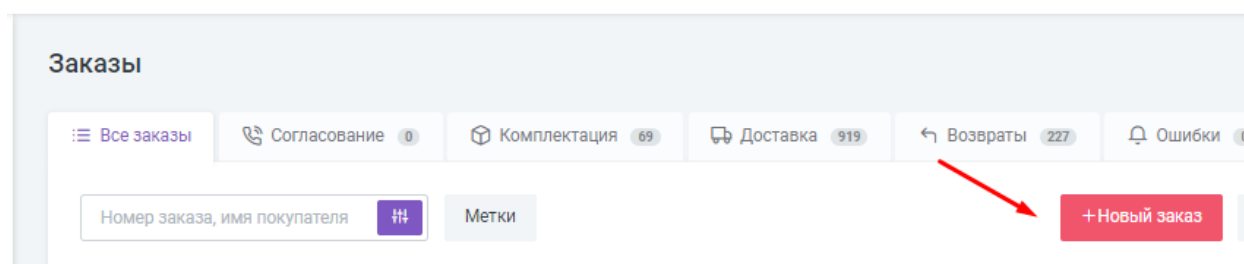 Заказы
Все заказы Согласование 0 Комплектация 69 Доставка 919 Возвраты 227 Ошибки
Номер заказа, имя покупателя Метки +Новый заказ